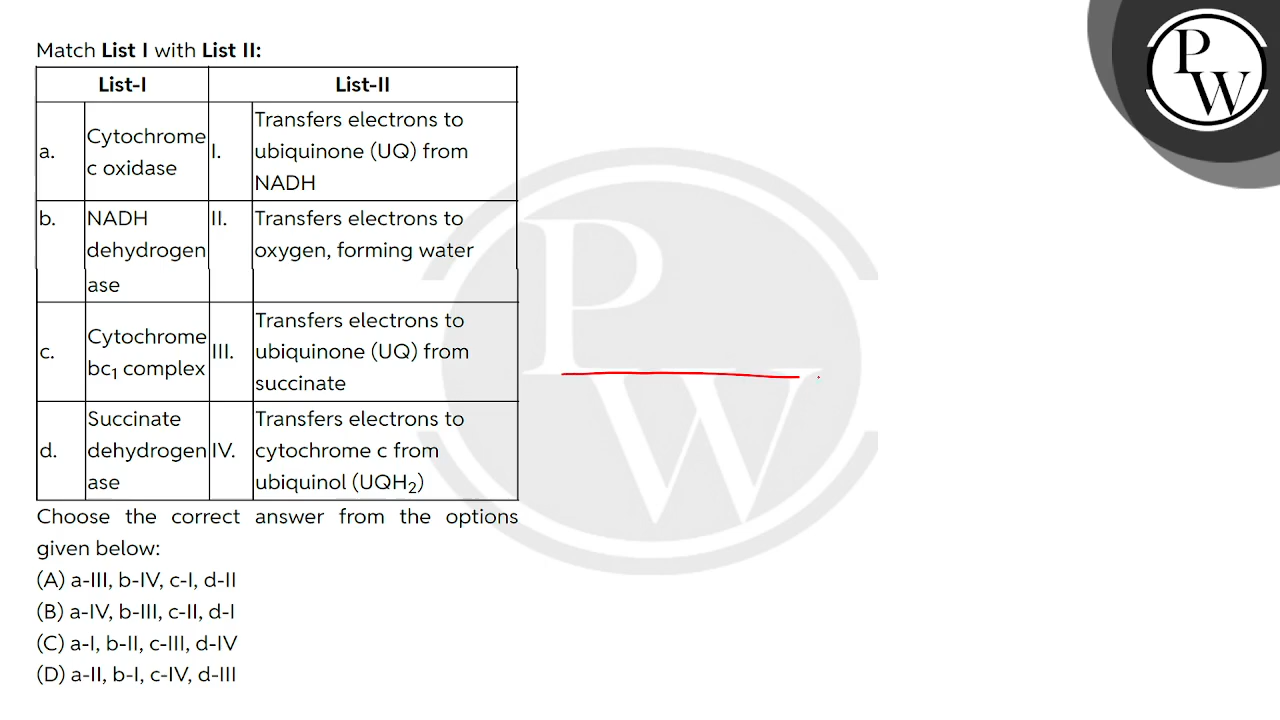 Match List I with List II:
List-I List-II
a. Cytochrome c oxidase I. Transfers electrons to ubiquinone (UQ) from NADH
b. NADH dehydrogen ase II. Transfers electrons to oxygen, forming water
c. Cytochrome bc₁ complex III. Transfers electrons to ubiquinone (UQ) from succinate
d. Succinate dehydrogen ase IV. Transfers electrons to cytochrome c from ubiquinol (UQH₂)
Choose the correct answer from the options
given below:
(A) a-III, b-IV, c-I, d-II
(B) a-IV, b-III, c-II, d-I
(C) a-I, b-II, c-III, d-IV
(D) a-II, b-I, c-IV, d-III
PW
PW